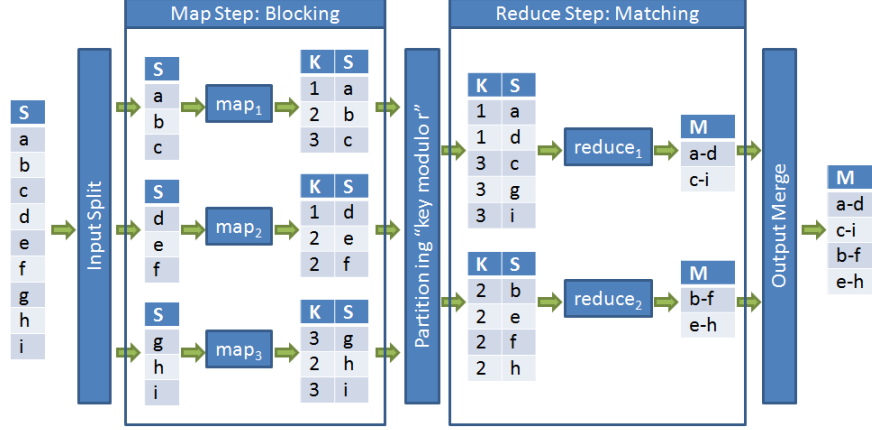 Map Step: Blocking
Reduce Step: Matching
S
a
b
c
d
e
f
g
h
i
Input Split
S
a
b
c
map1
K S
1 a
2 b
3 c
S
d
e
f
map2
K S
1 d
2 e
2 f
S
g
h
i
map3
K S
3 g
2 h
3 i
Partitioning “key modulo r”
K S
1 a
1 d
3 c
3 g
3 i
reduce1
M
a-d
c-i
K S
2 b
2 e
2 f
2 h
reduce2
M
b-f
e-h
Output Merge
M
a-d
c-i
b-f
e-h